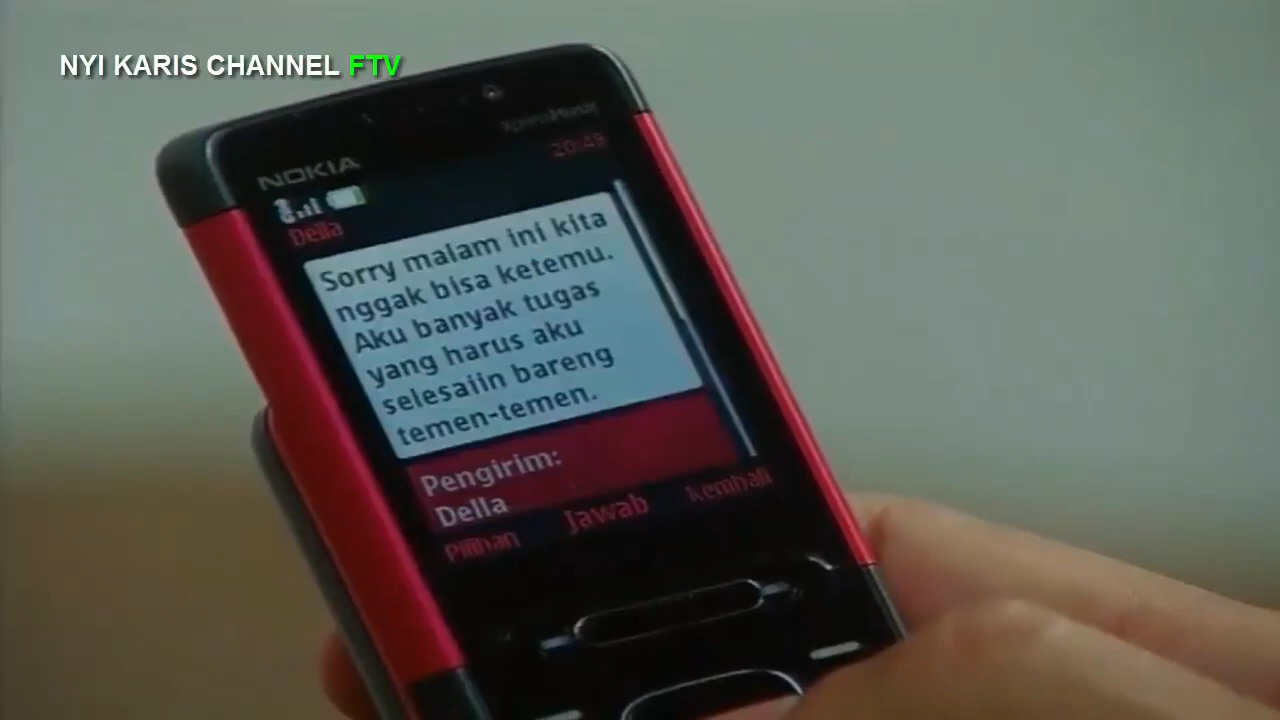 NYI KARIS CHANNEL FTV
XpressMusic
NOKIA
20:49
Della
Sorry malam ini kita
nggak bisa ketemu.
Aku banyak tugas
yang harus aku
selesaiin bareng
temen-temen.
Pengirim:
Della
Pilihan Jawab Kembali